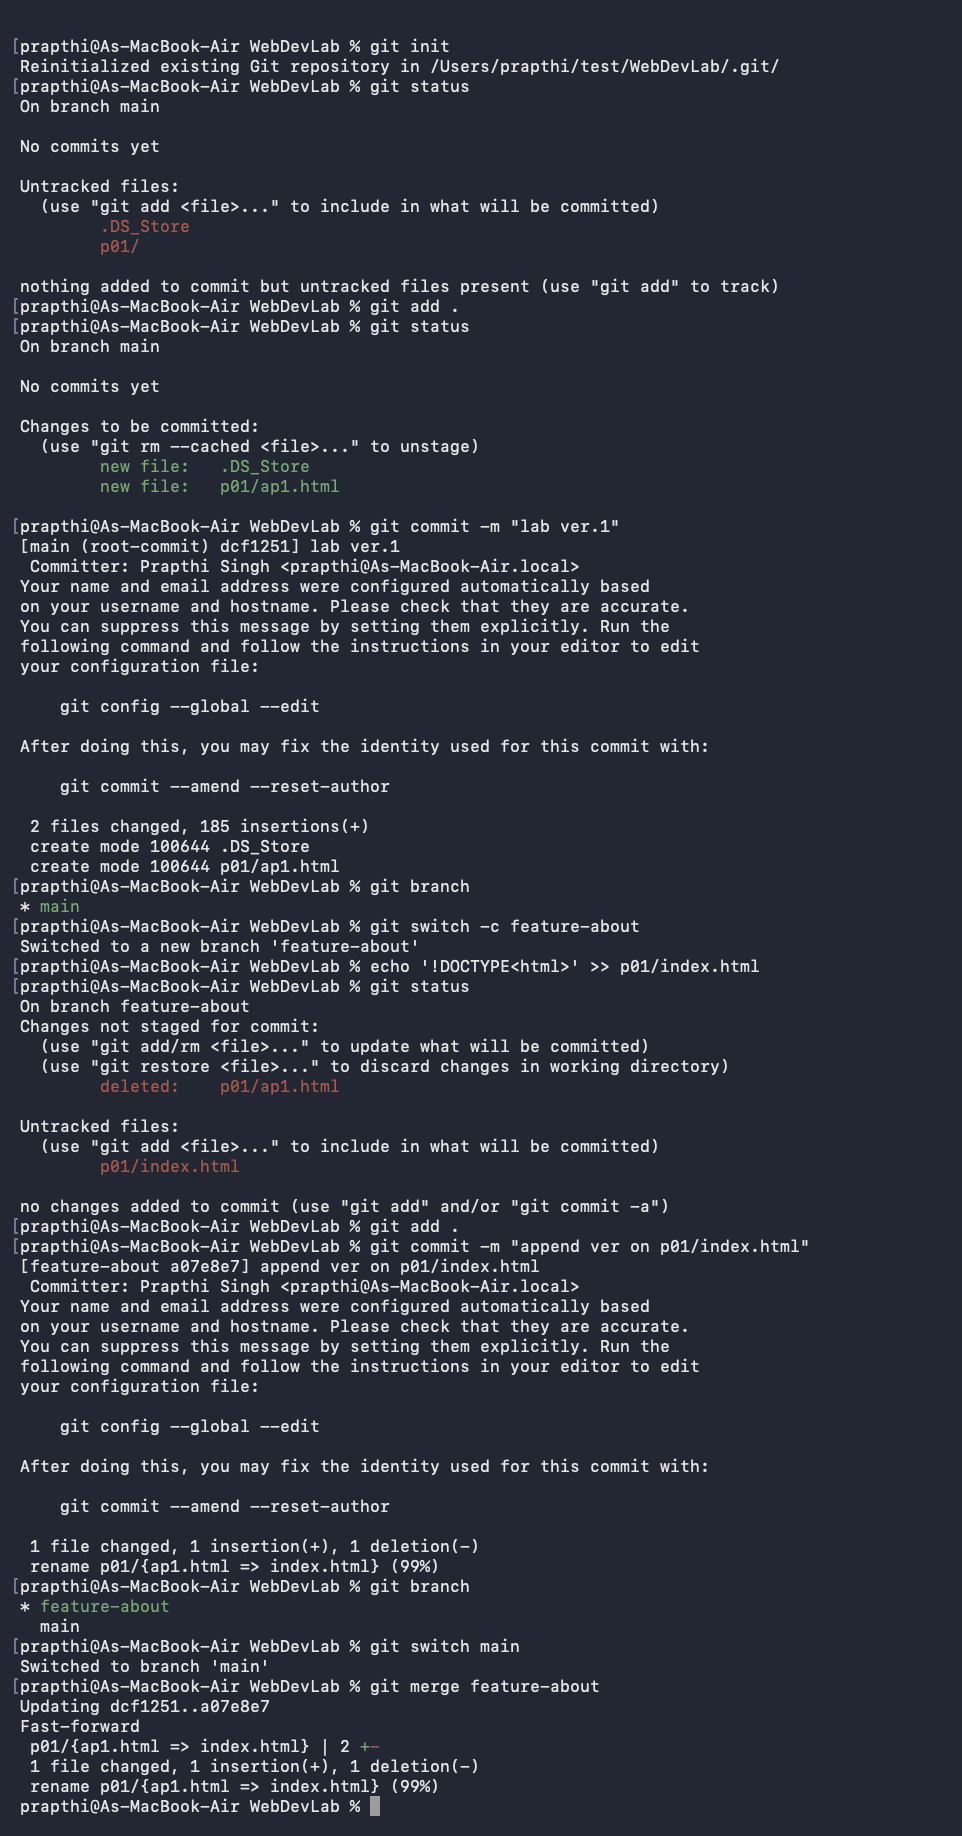 [prapthi@As-MacBook-Air WebDevLab % git init
Reinitialized existing Git repository in /Users/prapthi/test/WebDevLab/.git/
[prapthi@As-MacBook-Air WebDevLab % git status
On branch main

No commits yet

Untracked files:
  (use "git add <file>..." to include in what will be committed)
        .DS_Store
        p01/

nothing added to commit but untracked files present (use "git add" to track)
[prapthi@As-MacBook-Air WebDevLab % git add .
[prapthi@As-MacBook-Air WebDevLab % git status
On branch main

No commits yet

Changes to be committed:
  (use "git rm --cached <file>..." to unstage)
        new file:   .DS_Store
        new file:   p01/ap1.html

[prapthi@As-MacBook-Air WebDevLab % git commit -m "lab ver.1"
[main (root-commit) dcf1251] lab ver.1
 Committer: Prapthi Singh <prapthi@As-MacBook-Air.local>
Your name and email address were configured automatically based
on your username and hostname. Please check that they are accurate.
You can suppress this message by setting them explicitly. Run the
following command and follow the instructions in your editor to edit
your configuration file:

    git config --global --edit

After doing this, you may fix the identity used for this commit with:

    git commit --amend --reset-author

 2 files changed, 185 insertions(+)
 create mode 100644 .DS_Store
 create mode 100644 p01/ap1.html
[prapthi@As-MacBook-Air WebDevLab % git branch
* main
[prapthi@As-MacBook-Air WebDevLab % git switch -c feature-about
Switched to a new branch 'feature-about'
[prapthi@As-MacBook-Air WebDevLab % echo '!DOCTYPE<html>' >> p01/index.html
[prapthi@As-MacBook-Air WebDevLab % git status
On branch feature-about
Changes not staged for commit:
  (use "git add/rm <file>..." to update what will be committed)
  (use "git restore <file>..." to discard changes in working directory)
        deleted:    p01/ap1.html

Untracked files:
  (use "git add <file>..." to include in what will be committed)
        p01/index.html

no changes added to commit (use "git add" and/or "git commit -a")
[prapthi@As-MacBook-Air WebDevLab % git add .
[prapthi@As-MacBook-Air WebDevLab % git commit -m "append ver on p01/index.html"
[feature-about a07e8e7] append ver on p01/index.html
 Committer: Prapthi Singh <prapthi@As-MacBook-Air.local>
Your name and email address were configured automatically based
on your username and hostname. Please check that they are accurate.
You can suppress this message by setting them explicitly. Run the
following command and follow the instructions in your editor to edit
your configuration file:

    git config --global --edit

After doing this, you may fix the identity used for this commit with:

    git commit --amend --reset-author

 1 file changed, 1 insertion(+), 1 deletion(-)
 rename p01/{ap1.html => index.html} (99%)
[prapthi@As-MacBook-Air WebDevLab % git branch
* feature-about
  main
[prapthi@As-MacBook-Air WebDevLab % git switch main
Switched to branch 'main'
[prapthi@As-MacBook-Air WebDevLab % git merge feature-about
Updating dcf1251..a07e8e7
Fast-forward
 p01/{ap1.html => index.html} | 2 +-
 1 file changed, 1 insertion(+), 1 deletion(-)
 rename p01/{ap1.html => index.html} (99%)
prapthi@As-MacBook-Air WebDevLab %